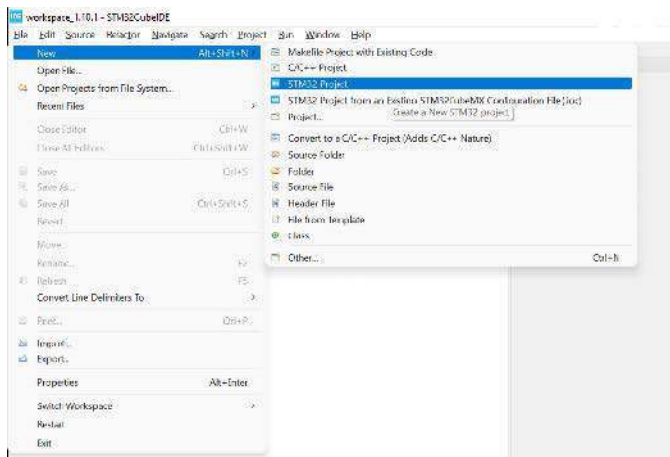 workspace_1.10.1 - STM32CubeIDE
File Edit Source Refactor Navigate Search Project Run Window Help
New Alt+Shift+N
Open File...
Open Projects from File System...
Recent Files
Close Editor Ctrl+W
Close All Editors Ctrl+Shift+W
Save Ctrl+S
Save As...
Save All Ctrl+Shift+S
Revert
Move...
Rename... F2
Refresh F5
Convert Line Delimiters To
Print... Ctrl+P
Import...
Export...
Properties Alt+Enter
Switch Workspace
Restart
Exit
Makefile Project with Existing Code
C/C++ Project
STM32 Project
STM32 Project from an Existing STM32CubeMX Configuration File (.ioc)
Project...
Create a New STM32 project
Convert to a C/C++ Project (Adds C/C++ Nature)
Source Folder
Folder
Source File
Header File
File from Template
Class
Other... Ctrl+N